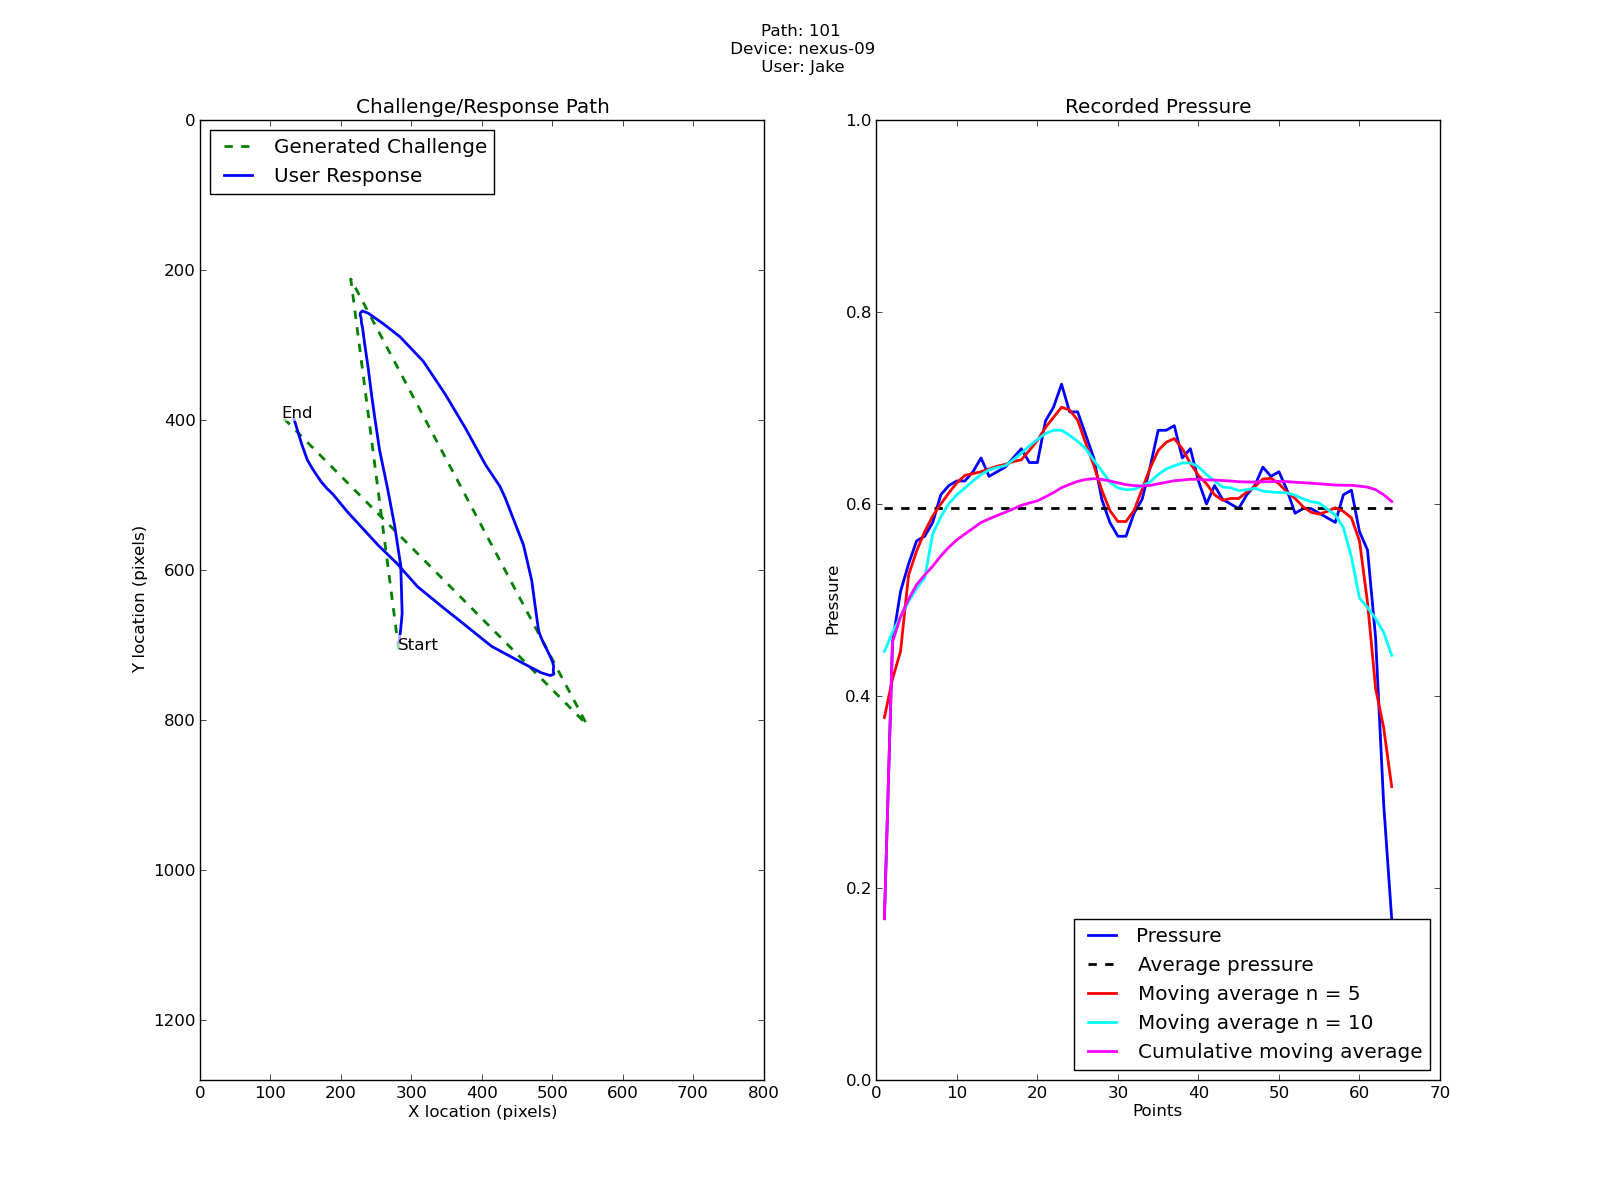 Path: 101
Device: nexus-09
User: Jake
Challenge/Response Path
Generated Challenge
User Response
End
Start
0
200
400
600
800
1000
1200
Y location (pixels)
0 100 200 300 400 500 600 700 800
X location (pixels)
Recorded Pressure
1.0
0.8
0.6
0.4
0.2
0.0
Pressure
Pressure
Average pressure
Moving average n = 5
Moving average n = 10
Cumulative moving average
0 10 20 30 40 50 60 70
Points